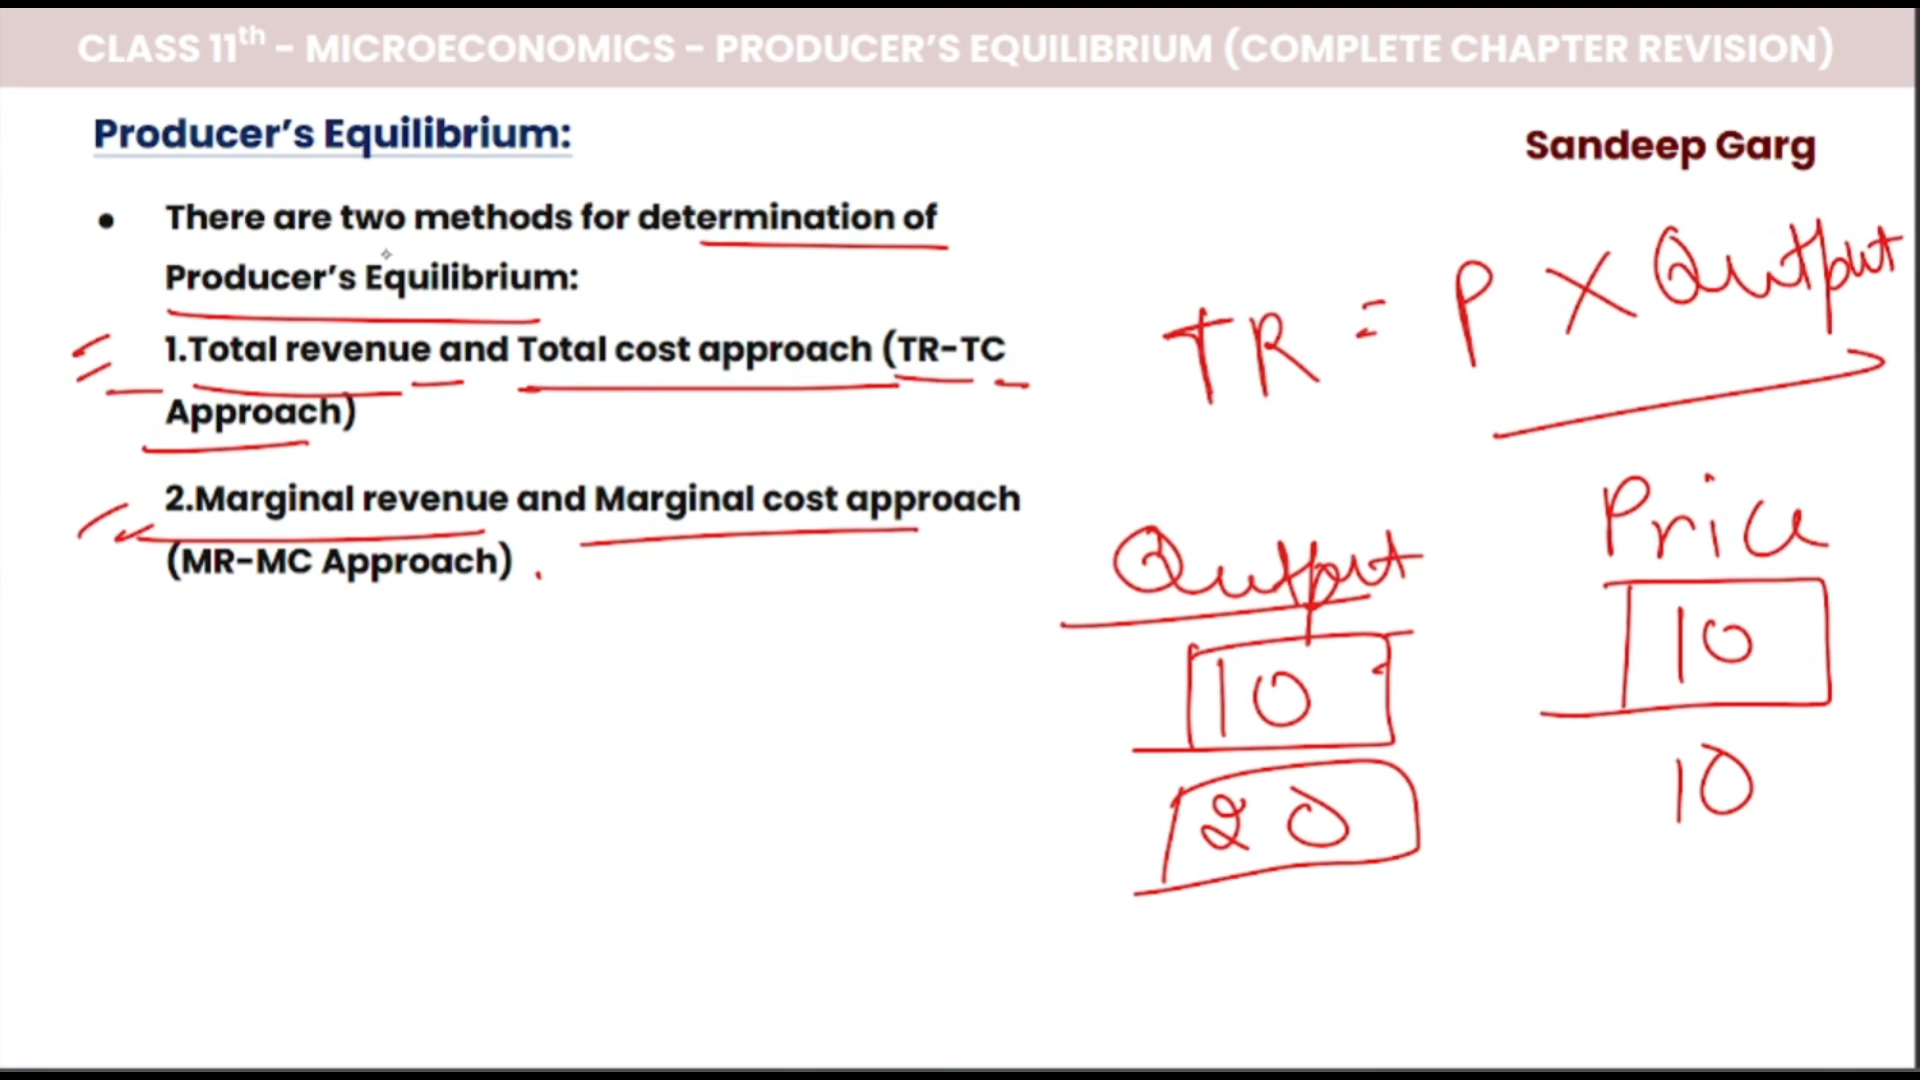 CLASS 11th - MICROECONOMICS - PRODUCER'S EQUILIBRIUM (COMPLETE CHAPTER REVISION)
Producer's Equilibrium:
Sandeep Garg
• There are two methods for determination of
Producer's Equilibrium:
1.Total revenue and Total cost approach (TR-TC
Approach)
2.Marginal revenue and Marginal cost approach
(MR-MC Approach)
TR = P X Output
Output Price
10 10
20 10